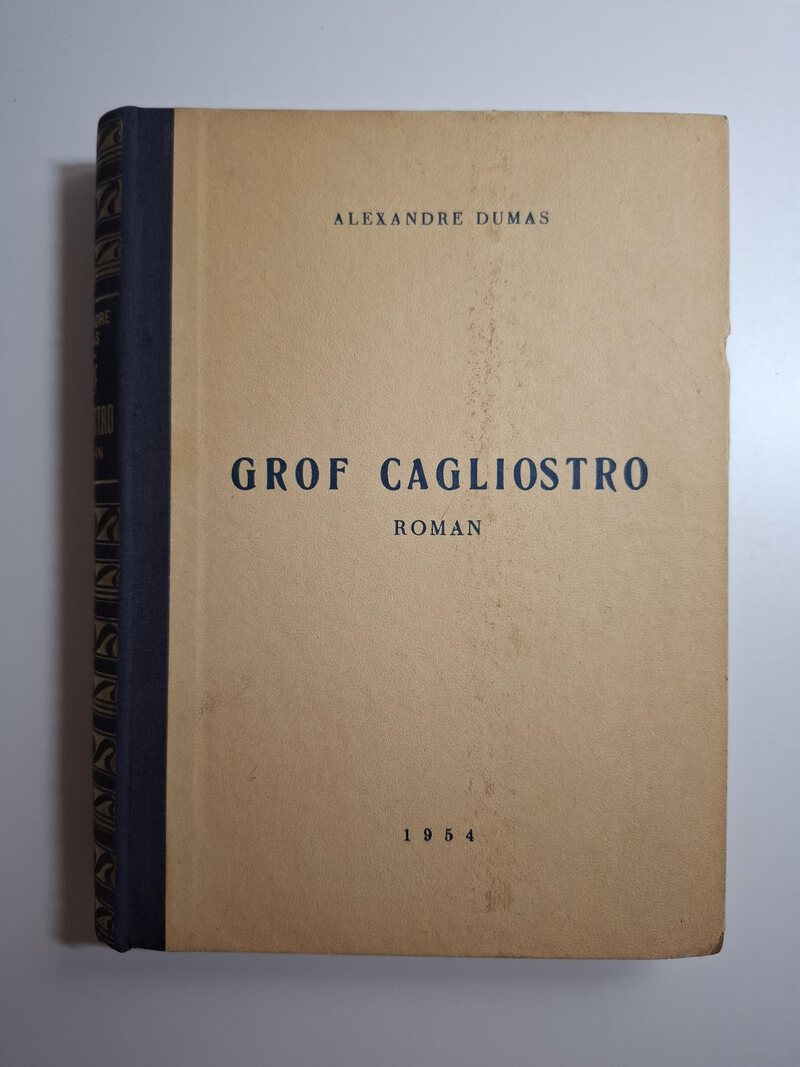 ALEXANDRE DUMAS
GROF CAGLIOSTRO
ROMAN
1954